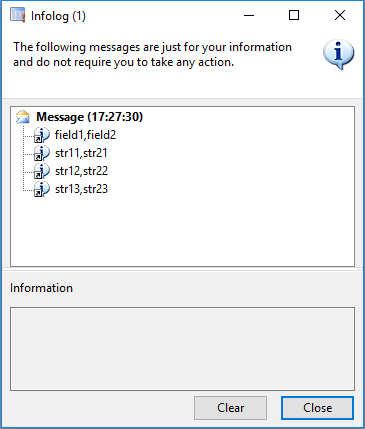 Infolog (1)
The following messages are just for your information
and do not require you to take any action.
Message (17:27:30)
field1,field2
str11,str21
str12,str22
str13,str23
Information
Clear
Close